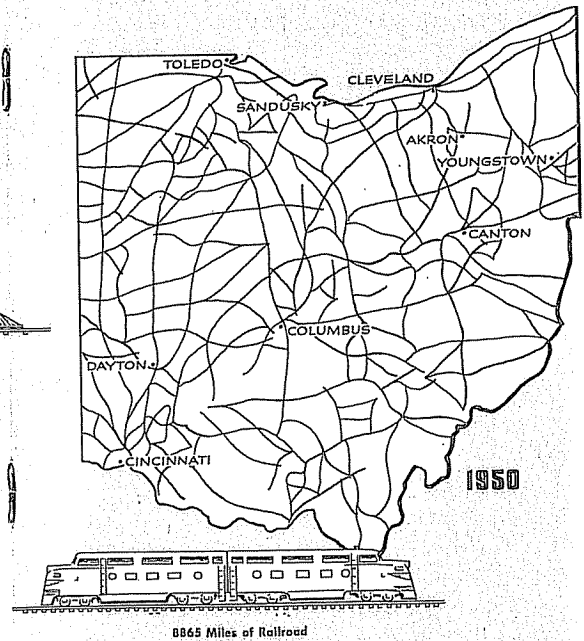 TOLEDO
CLEVELAND
SANDUSKY
AKRON
YOUNGSTOWN
CANTON
COLUMBUS
DAYTON
CINCINNATI
1950
8865 Miles of Railroad